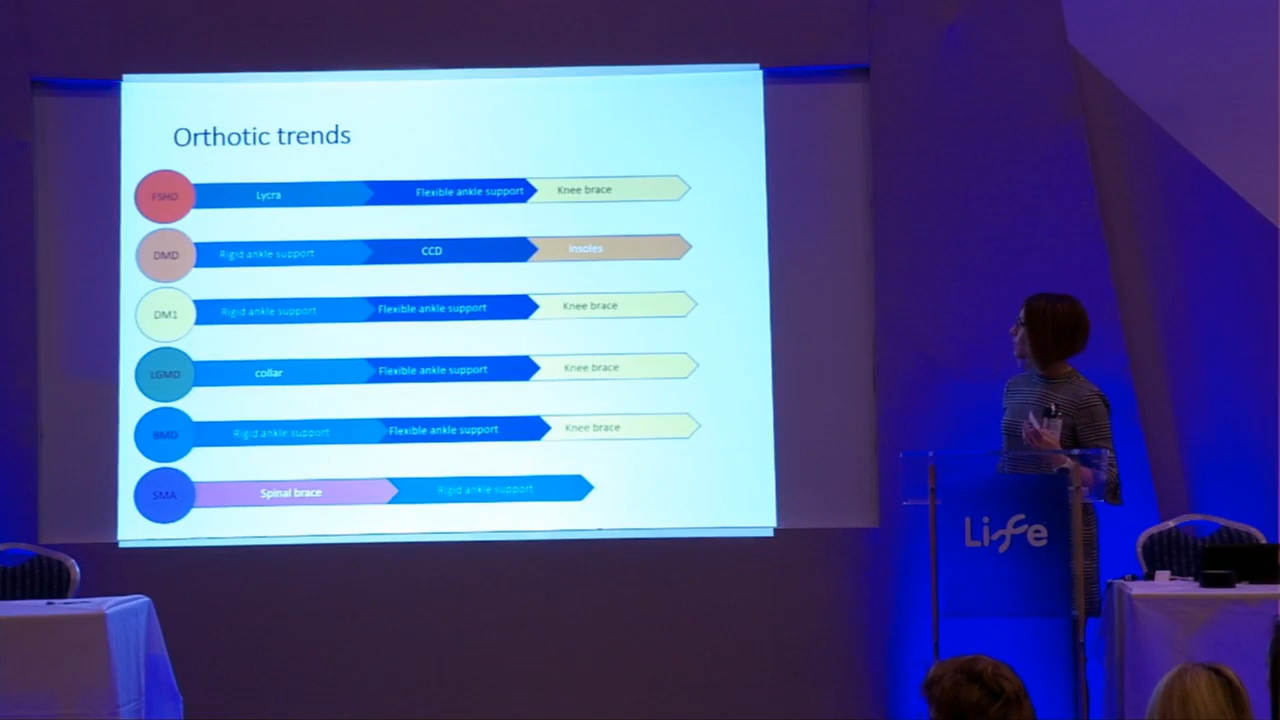 Orthotic trends
FSHD Lycra Flexible ankle support Knee brace
DMD Rigid ankle support CCD insoles
DM1 Rigid ankle support Flexible ankle support Knee brace
LGMD collar Flexible ankle support Knee brace
BMD Rigid ankle support Flexible ankle support Knee brace
SMA Spinal brace Rigid ankle support
Life